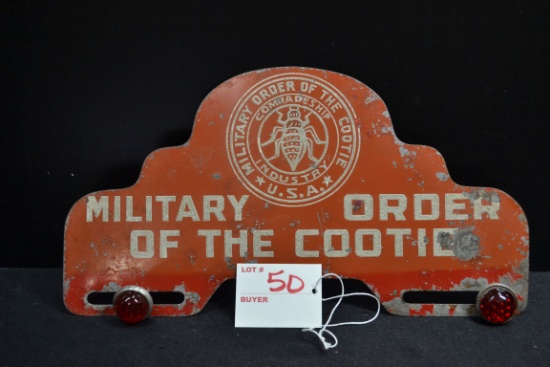 MILITARY ORDER OF THE COOTIE
COMRADESHIP
INDUSTRY
★ U.S.A. ★
MILITARY ORDER
OF THE COOTIE
LOT # 50
BUYER